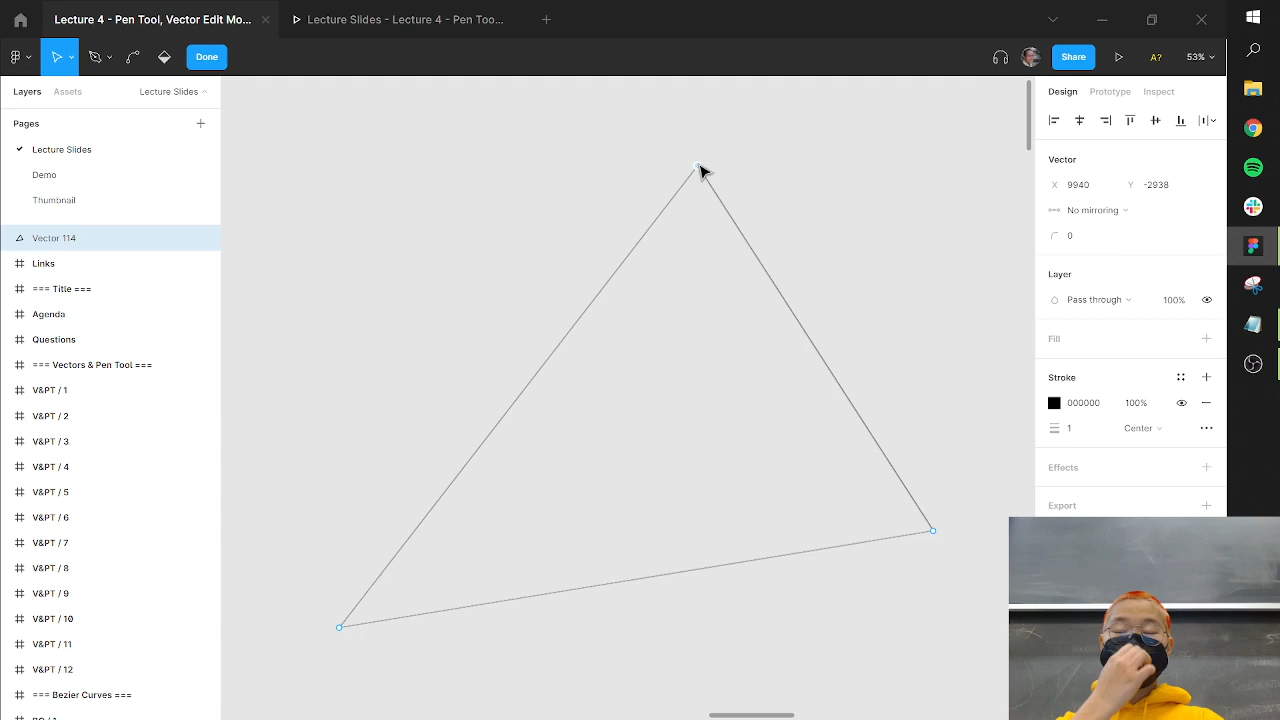 Lecture 4 - Pen Tool, Vector Edit Mo...
Lecture Slides - Lecture 4 - Pen Too...
Done
Share
A?
53%
Layers
Assets
Lecture Slides
Pages
Lecture Slides
Demo
Thumbnail
Vector 114
Links
=== Title ===
Agenda
Questions
=== Vectors & Pen Tool ===
V&PT / 1
V&PT / 2
V&PT / 3
V&PT / 4
V&PT / 5
V&PT / 6
V&PT / 7
V&PT / 8
V&PT / 9
V&PT / 10
V&PT / 11
V&PT / 12
=== Bezier Curves ===
Design
Prototype
Inspect
Vector
X 9940
Y -2938
No mirroring
0
Layer
Pass through
100%
Fill
Stroke
000000
100%
1
Center
Effects
Export